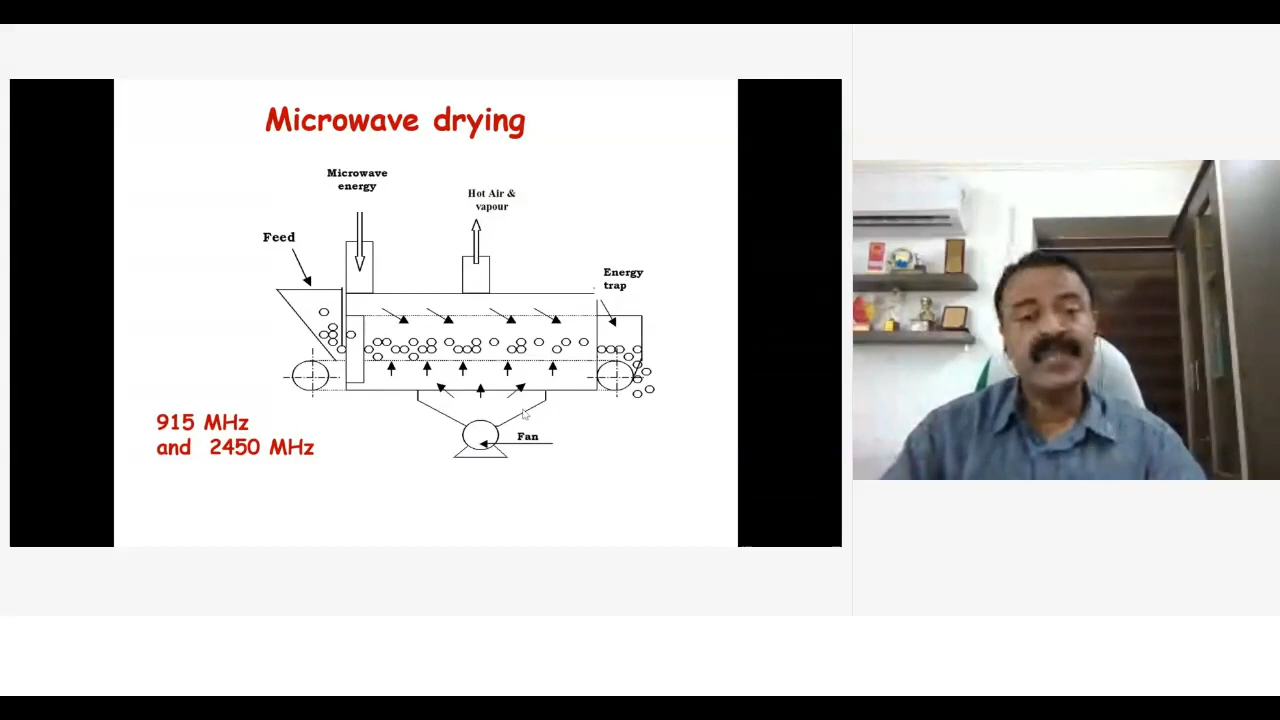 Microwave drying
Microwave
energy
Hot Air &
vapour
Feed
Energy
trap
915 MHz
and 2450 MHz
Fan